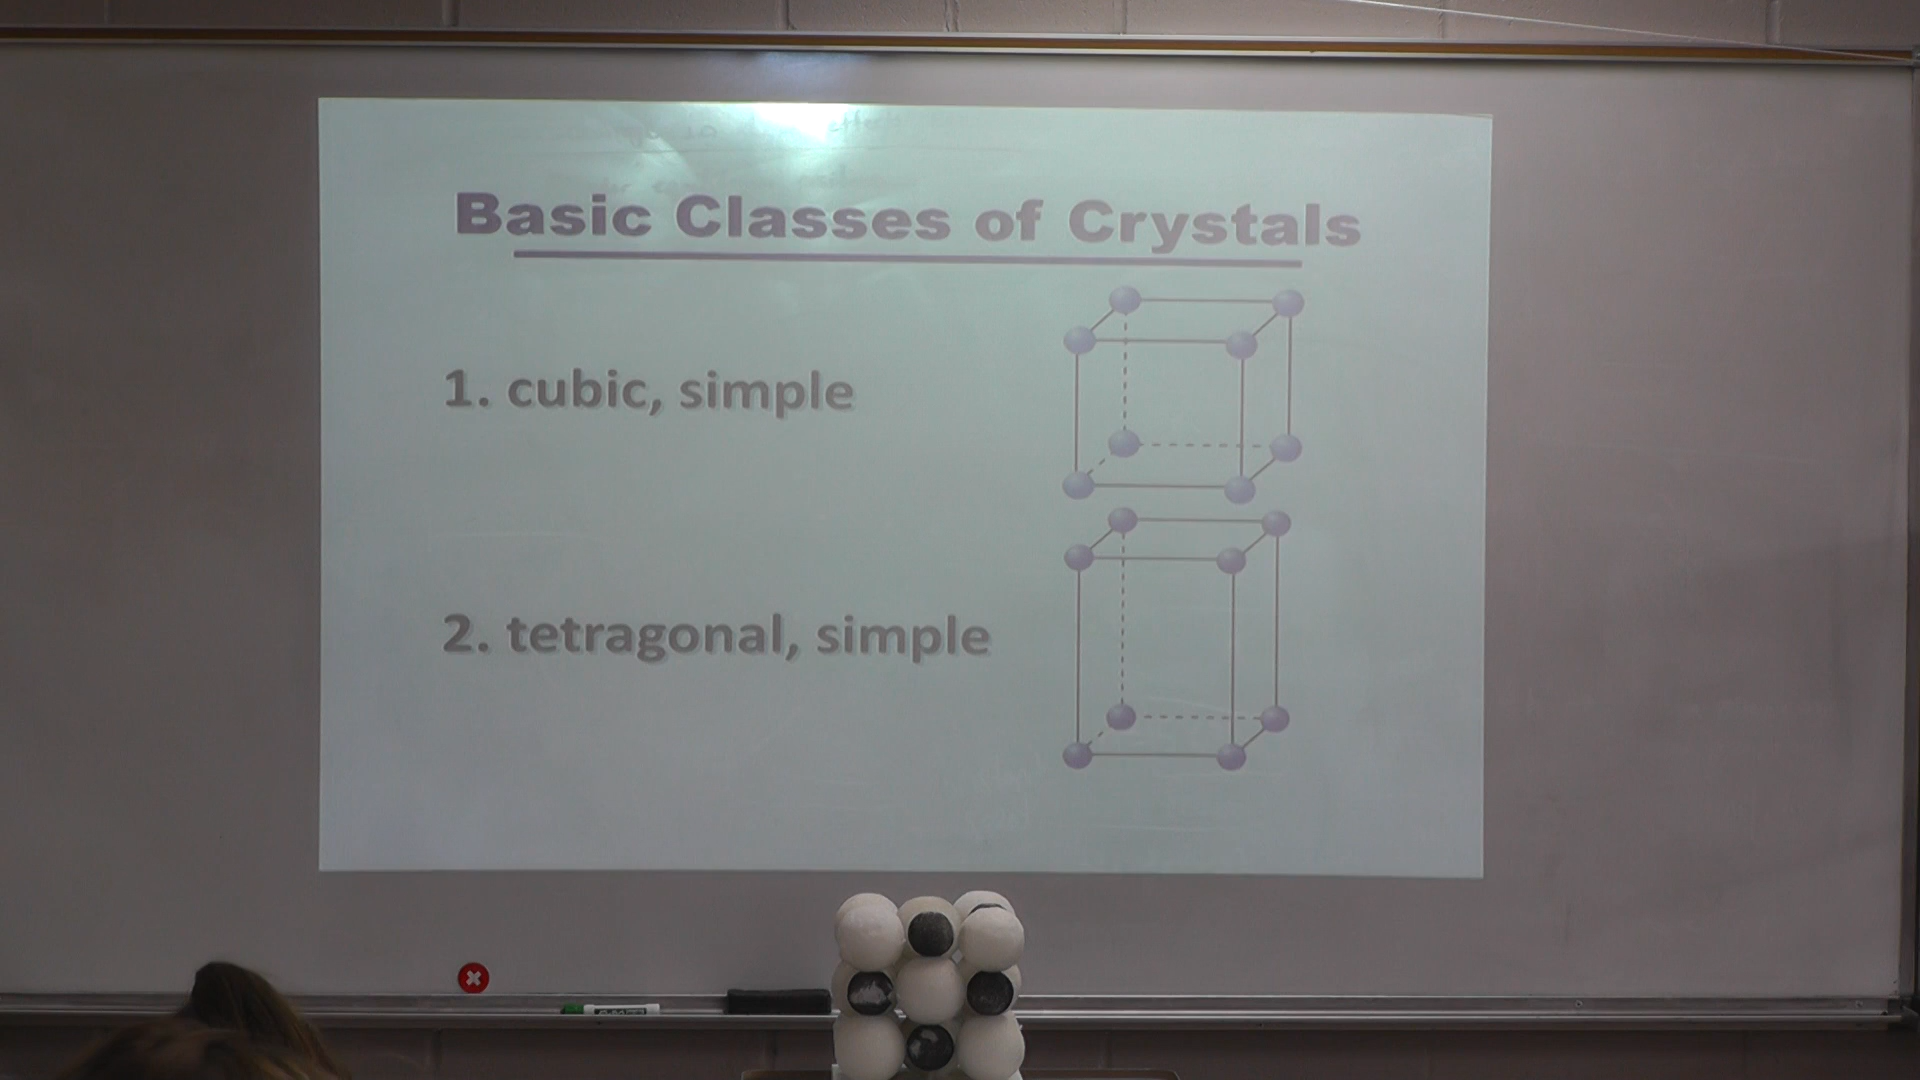 Basic Classes of Crystals
1. cubic, simple
2. tetragonal, simple